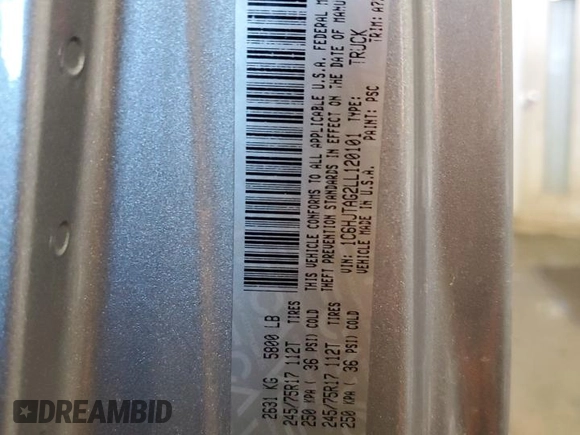 2631 KG 5800 LB
245/75R17 112T TIRES
250 KPA ( 36 PSI) COLD
245/75R17 112T TIRES
250 KPA ( 36 PSI) COLD
THIS VEHICLE CONFORMS TO ALL APPLICABLE U.S.A. FEDERAL
THEFT PREVENTION STANDARDS IN EFFECT ON THE DATE OF
VIN: 1C6HJTAG2LL120101 TYPE: TRUCK
VEHICLE MADE IN U.S.A. PAINT: PSC TRIM:
DREAMBID